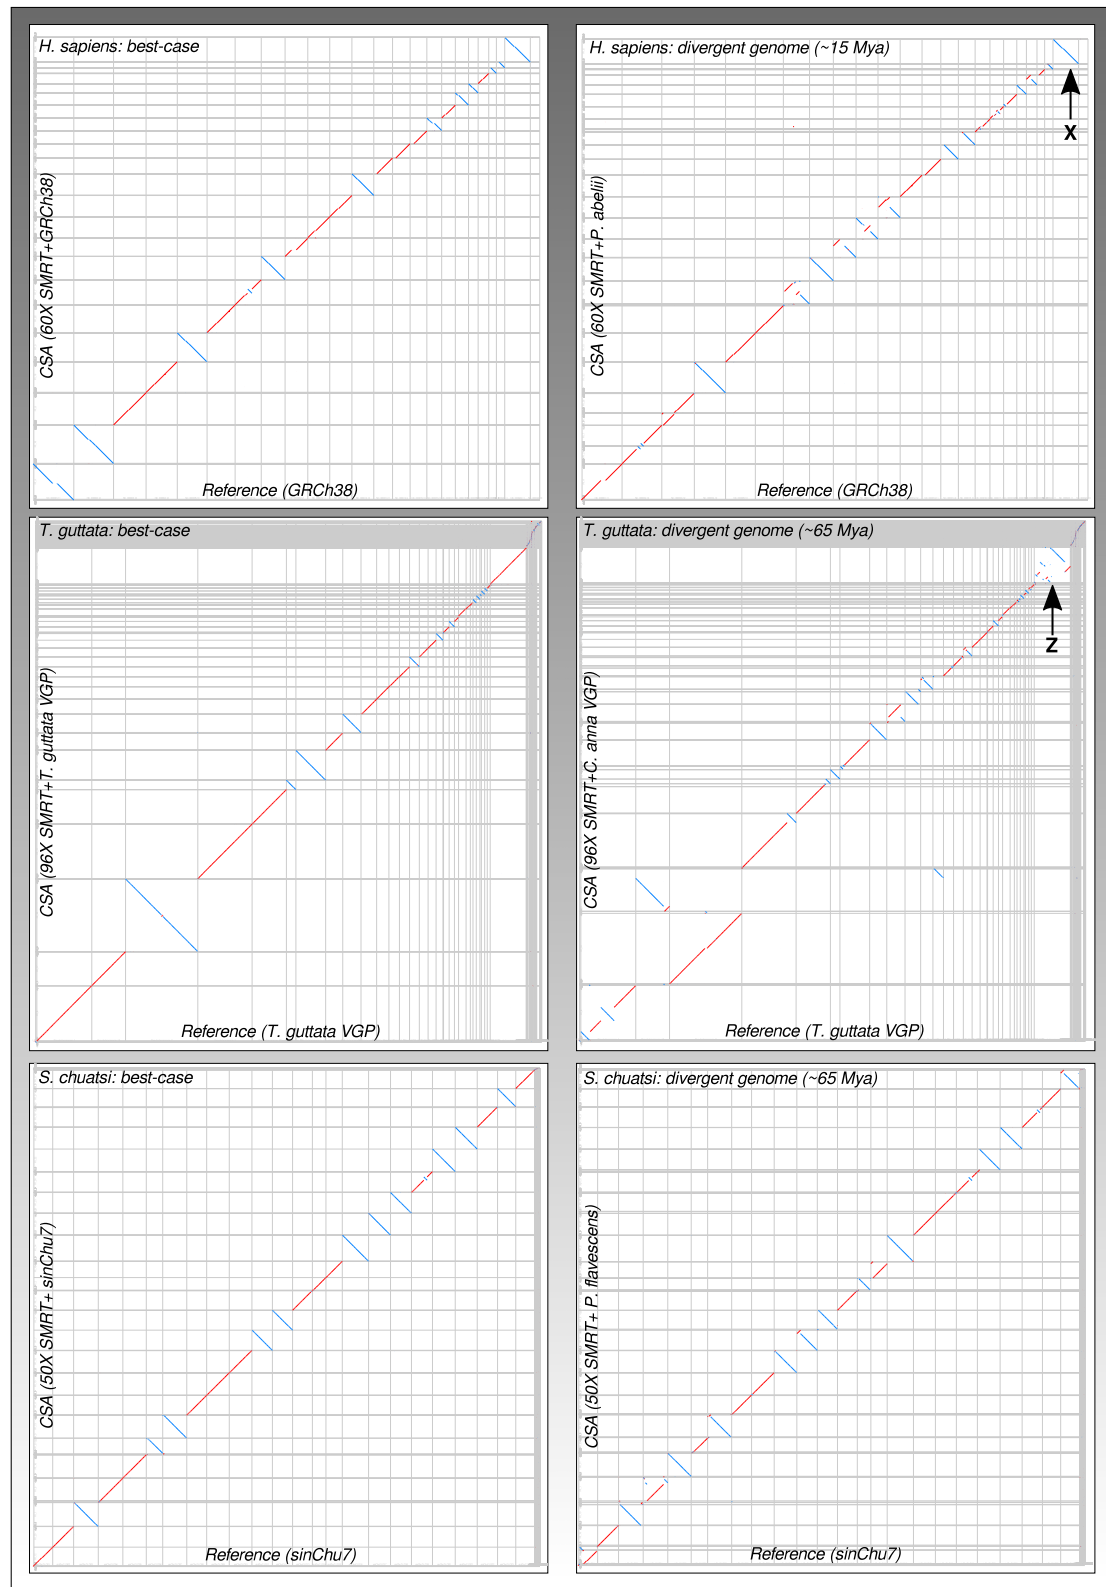 H. sapiens: best-case
CSA (60X SMRT+GRCh38)
Reference (GRCh38)
H. sapiens: divergent genome (~15 Mya)
X
CSA (60X SMRT+P. abelii)
Reference (GRCh38)
T. guttata: best-case
CSA (96X SMRT+T. guttata VGP)
Reference (T. guttata VGP)
T. guttata: divergent genome (~65 Mya)
Z
CSA (96X SMRT+C. anna VGP)
Reference (T. guttata VGP)
S. chuatsi: best-case
CSA (50X SMRT+ sinChu7)
Reference (sinChu7)
S. chuatsi: divergent genome (~65 Mya)
CSA (50X SMRT+ P. flavescens)
Reference (sinChu7)